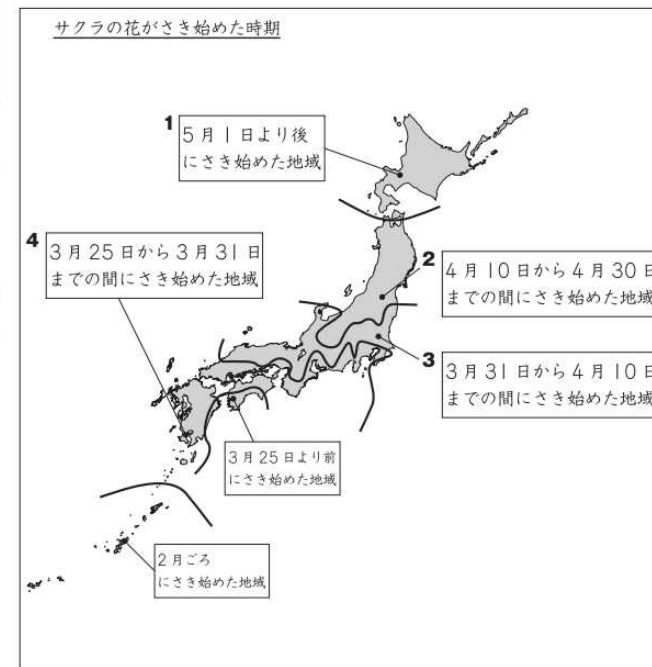 サクラの花がさき始めた時期
1
5月1日より後
にさき始めた地域
4
3月25日から3月31日
までの間にさき始めた地域
2
4月10日から4月30日
までの間にさき始めた地域
3
3月31日から4月10日
までの間にさき始めた地域
3月25日より前
にさき始めた地域
2月ごろ
にさき始めた地域